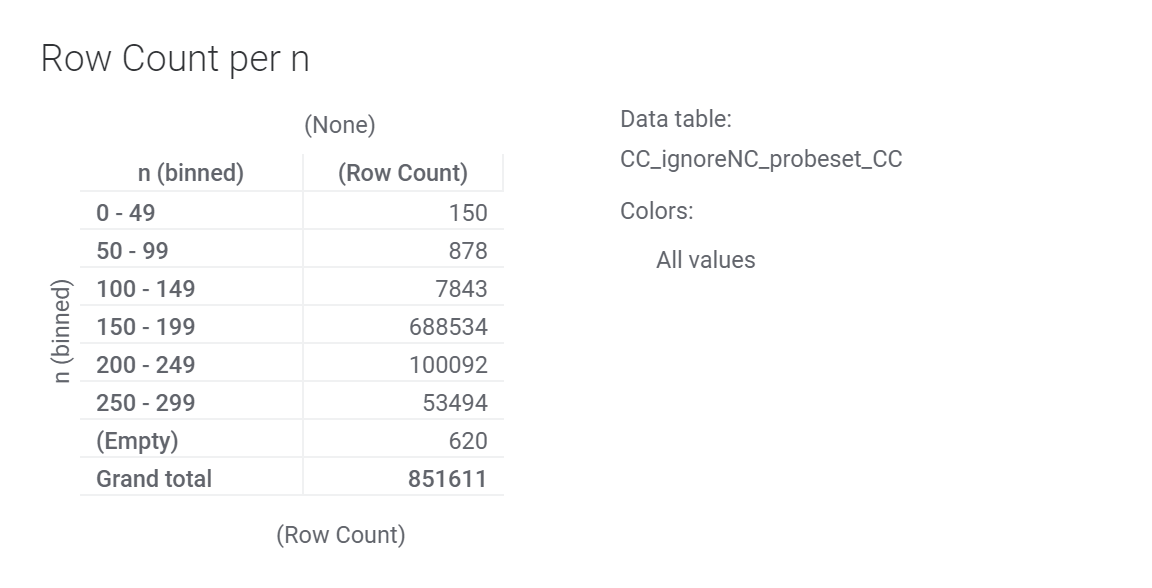 Row Count per n
(None)
n (binned) (Row Count)
0 - 49 150
50 - 99 878
100 - 149 7843
150 - 199 688534
200 - 249 100092
250 - 299 53494
(Empty) 620
Grand total 851611
n (binned)
(Row Count)
Data table:
CC_ignoreNC_probeset_CC
Colors:
All values